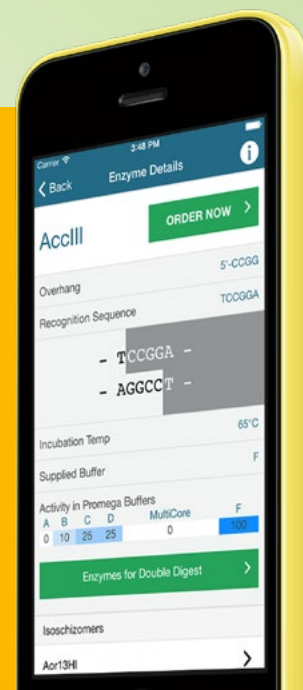 Carrier 3:48 PM
Back Enzyme Details i
AccIII ORDER NOW >
Overhang 5'-CCGG
Recognition Sequence TCCGGA
- TCCGGA -
- AGGCCT -
Incubation Temp 65°C
Supplied Buffer F
Activity in Promega Buffers
A B C D MultiCore F
0 10 25 25 0 100
Enzymes for Double Digest >
Isoschizomers
Aor13HI >